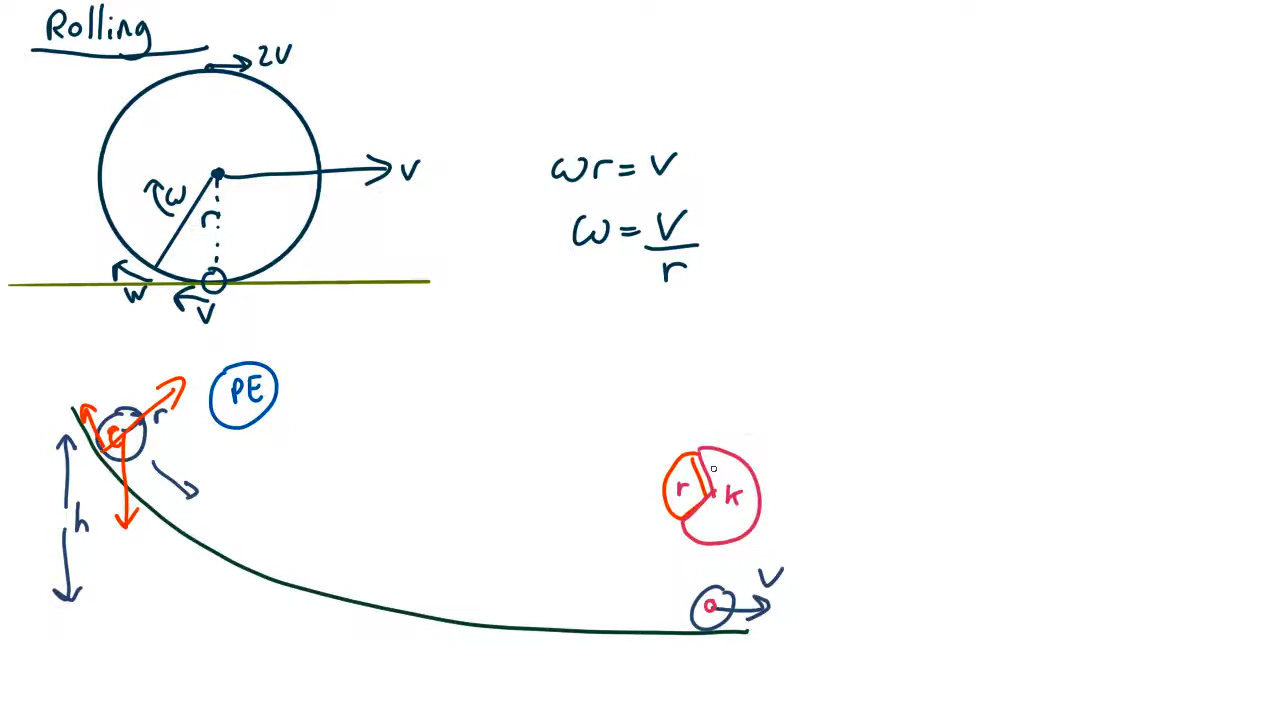 Rolling
2V
V
ω
r
W
V
ωr = V
ω = V
r
PE
r
h
r k
V